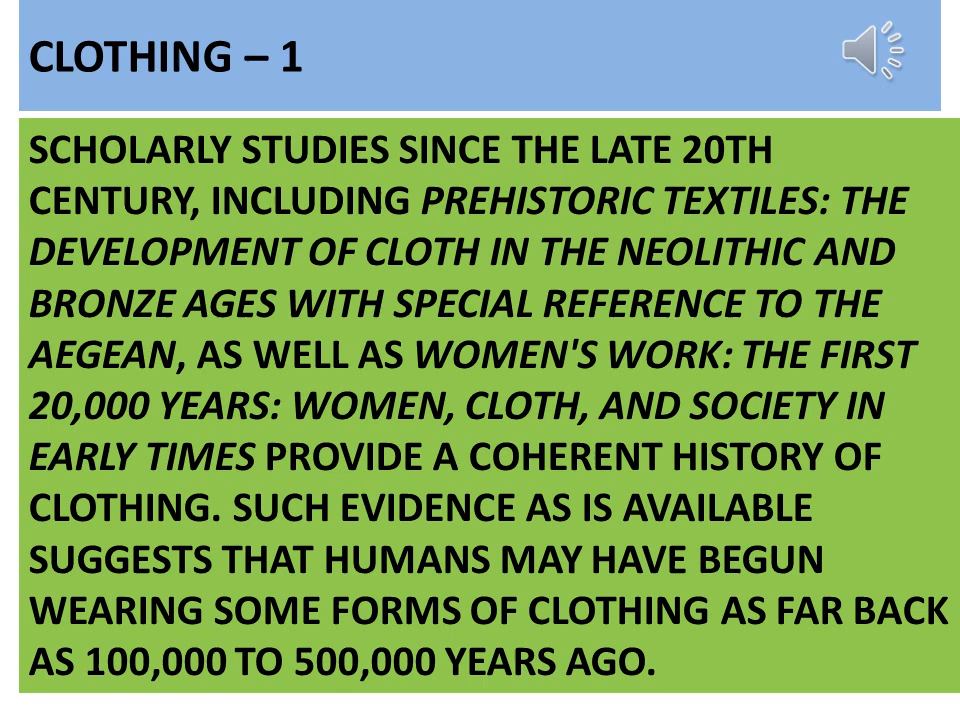 CLOTHING – 1
SCHOLARLY STUDIES SINCE THE LATE 20TH
CENTURY, INCLUDING PREHISTORIC TEXTILES: THE
DEVELOPMENT OF CLOTH IN THE NEOLITHIC AND
BRONZE AGES WITH SPECIAL REFERENCE TO THE
AEGEAN, AS WELL AS WOMEN'S WORK: THE FIRST
20,000 YEARS: WOMEN, CLOTH, AND SOCIETY IN
EARLY TIMES PROVIDE A COHERENT HISTORY OF
CLOTHING. SUCH EVIDENCE AS IS AVAILABLE
SUGGESTS THAT HUMANS MAY HAVE BEGUN
WEARING SOME FORMS OF CLOTHING AS FAR BACK
AS 100,000 TO 500,000 YEARS AGO.